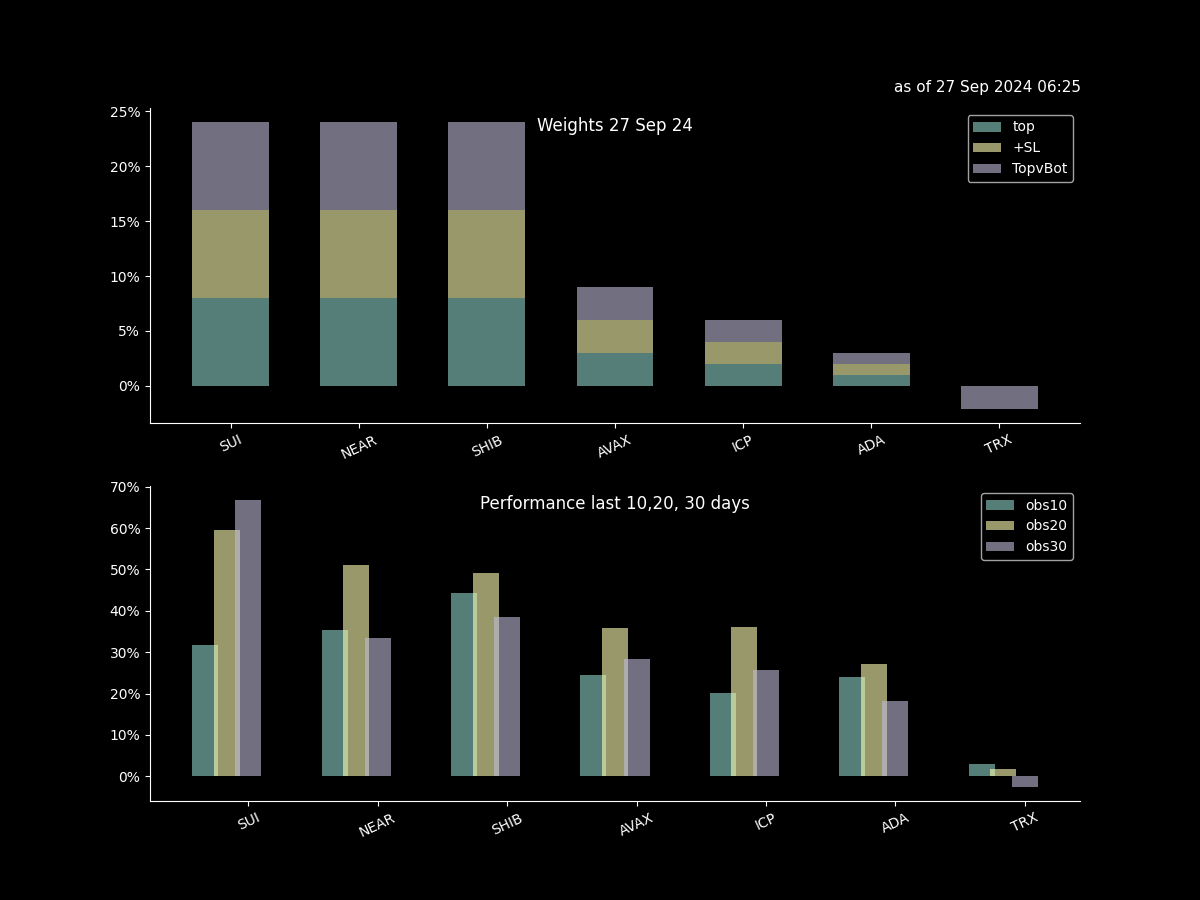 as of 27 Sep 2024 06:25
Weights 27 Sep 24
top
+SL
TopvBot
25%
20%
15%
10%
5%
0%
SUI NEAR SHIB AVAX ICP ADA TRX
Performance last 10,20, 30 days
obs10
obs20
obs30
70%
60%
50%
40%
30%
20%
10%
0%
SUI NEAR SHIB AVAX ICP ADA TRX